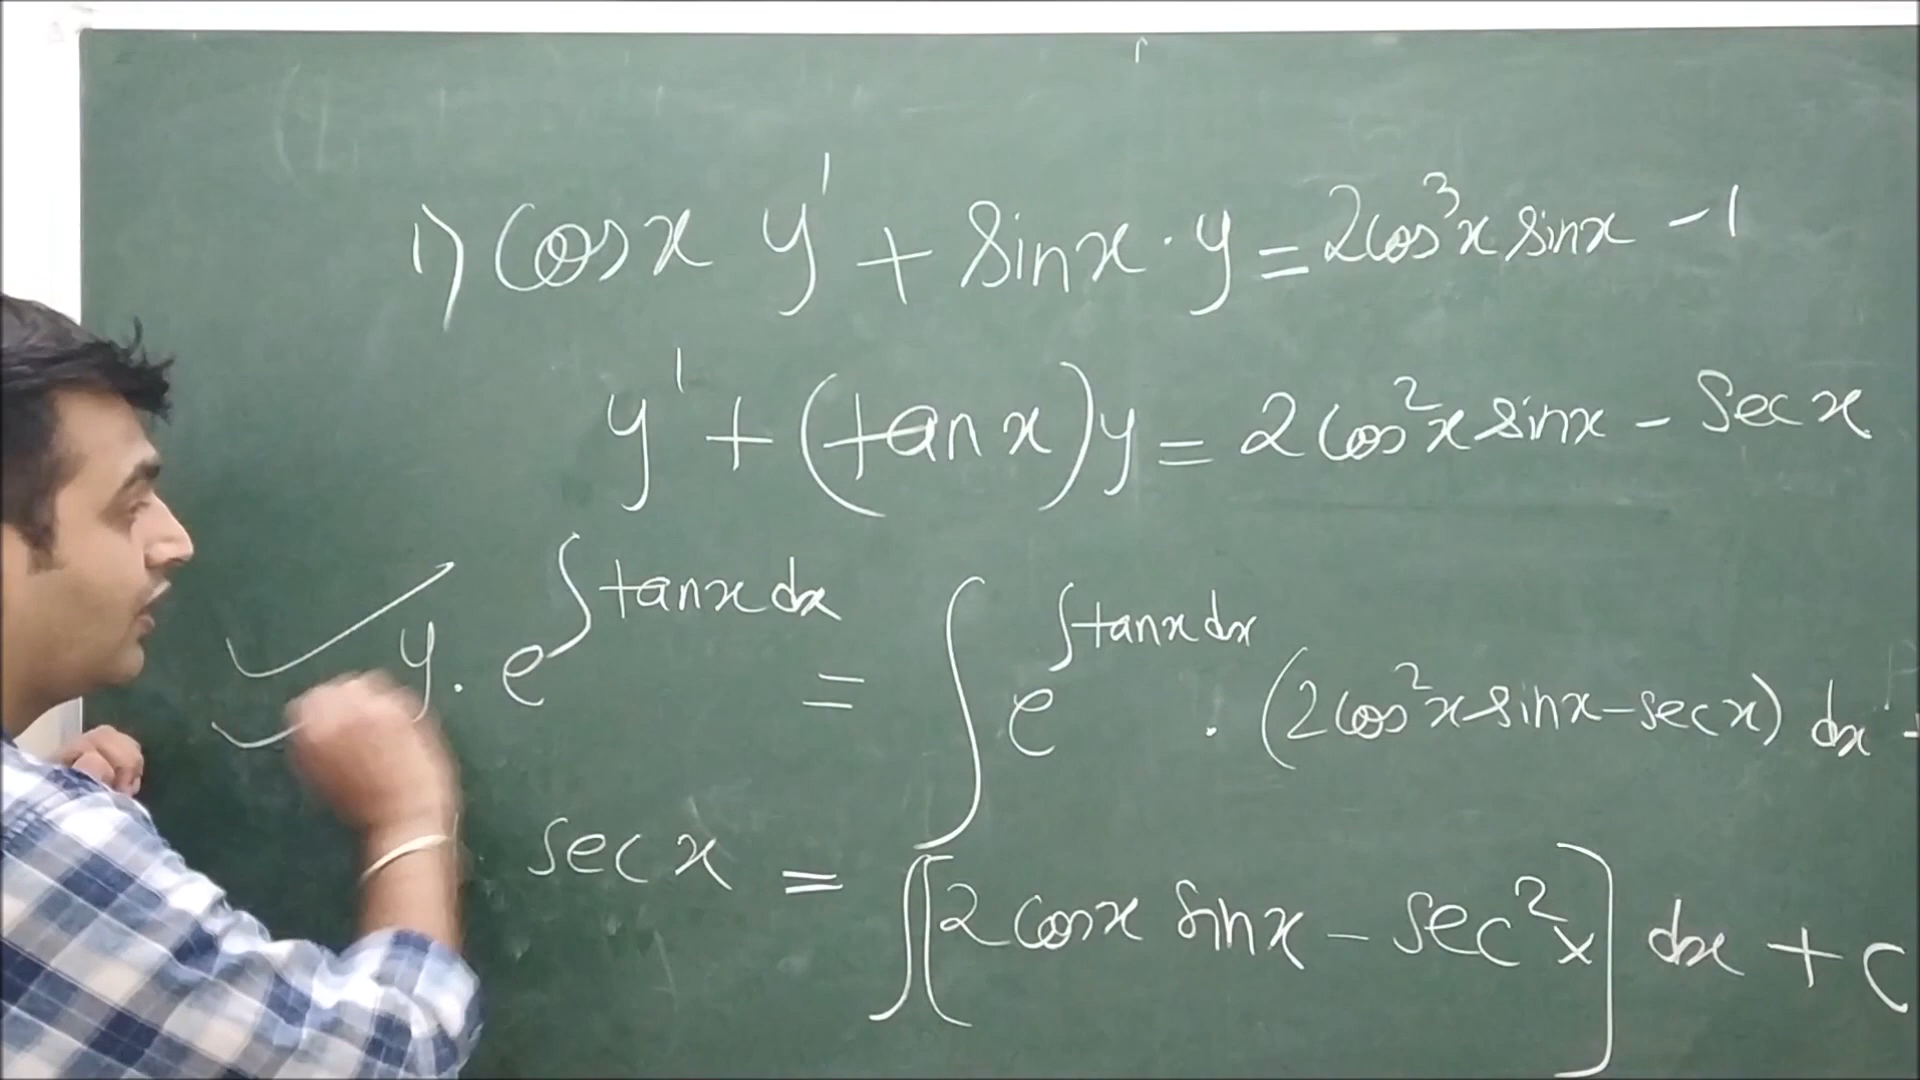 1) cosx y' + sinx · y = 2cos³x sinx - 1
y' + (tanx)y = 2cos²x sinx - secx
y · e^∫tanx dx = ∫ e^∫tanx dx · (2cos²x sinx - secx) dx +
secx = ∫[2cosx sinx - sec²x] dx + c